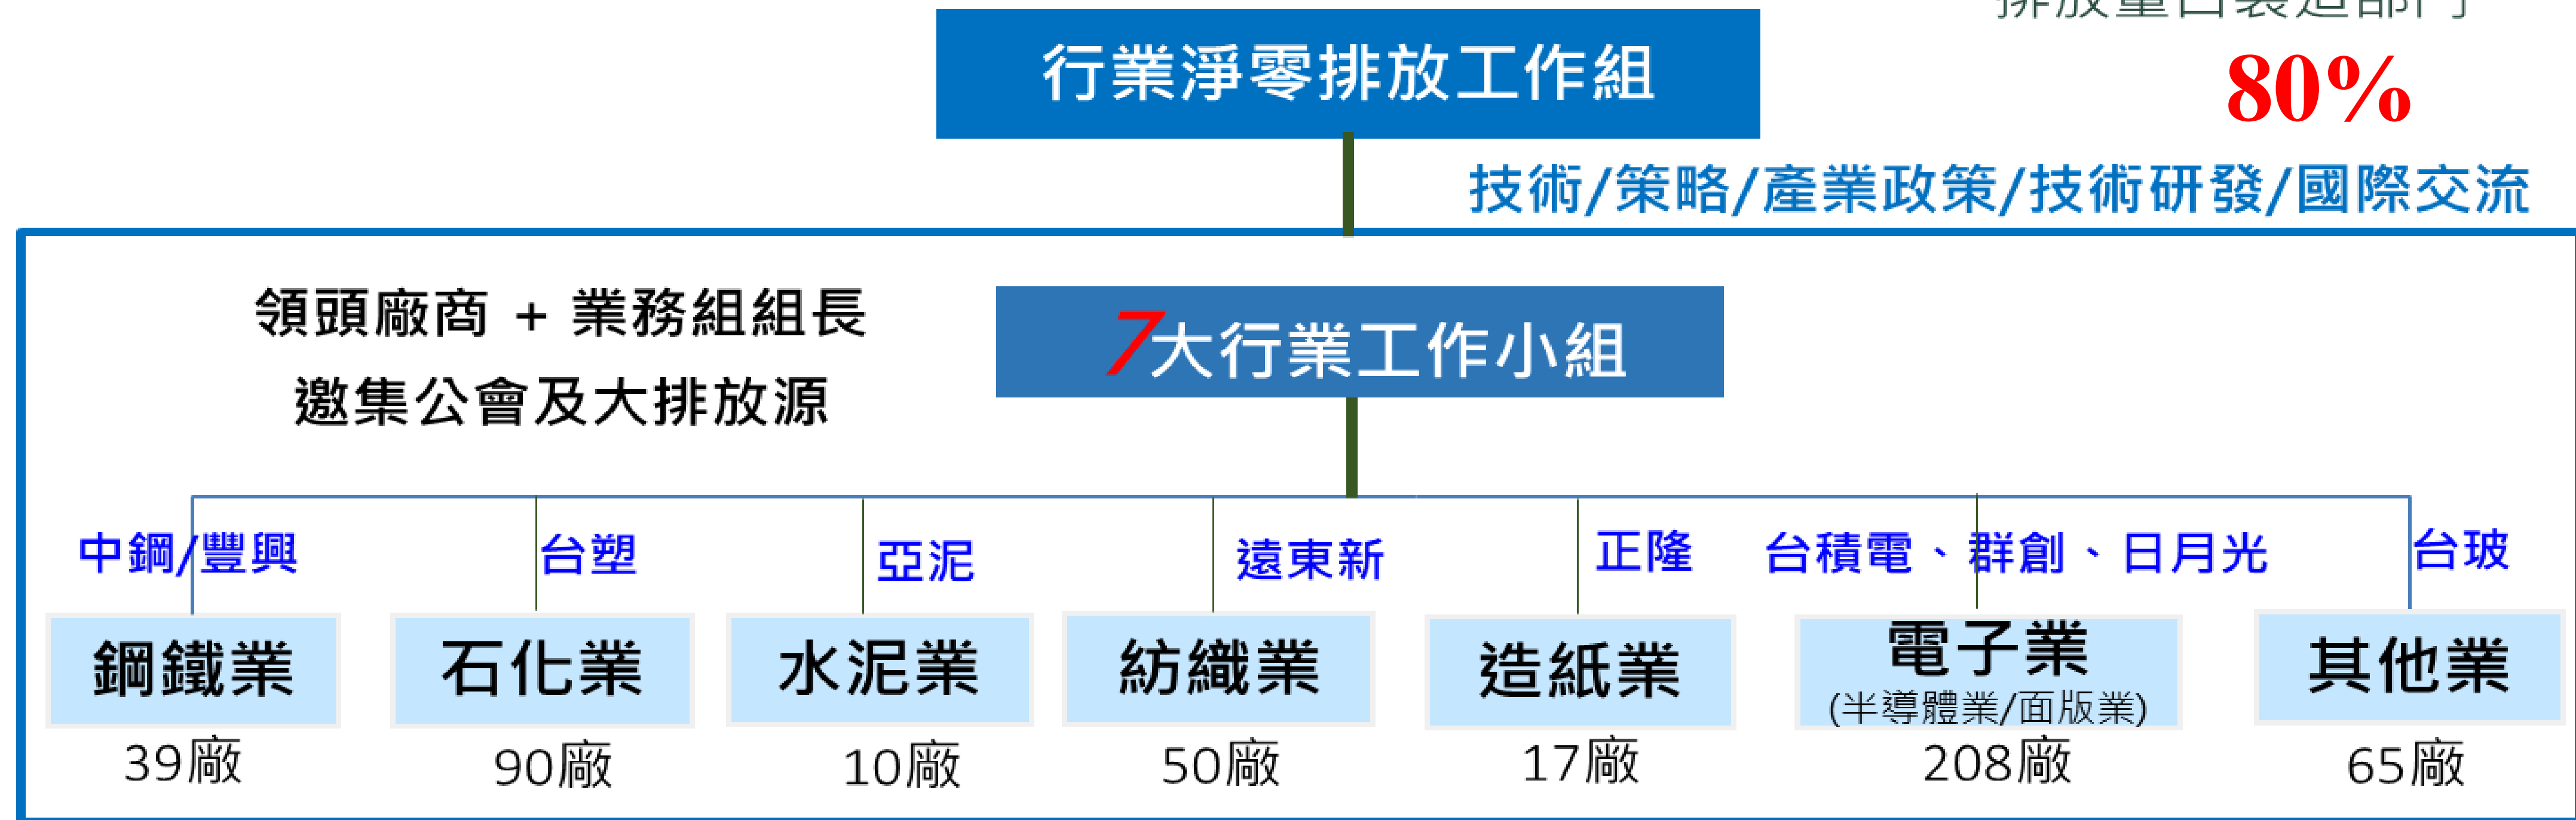 行業淨零排放工作組
80%
技術/策略/產業政策/技術研發/國際交流
領頭廠商 + 業務組組長
邀集公會及大排放源
7大行業工作小組
中鋼/豐興
台塑
亞泥
遠東新
正隆
台積電、群創、日月光
台玻
鋼鐵業
石化業
水泥業
紡織業
造紙業
電子業
(半導體業/面版業)
其他業
39廠
90廠
10廠
50廠
17廠
208廠
65廠